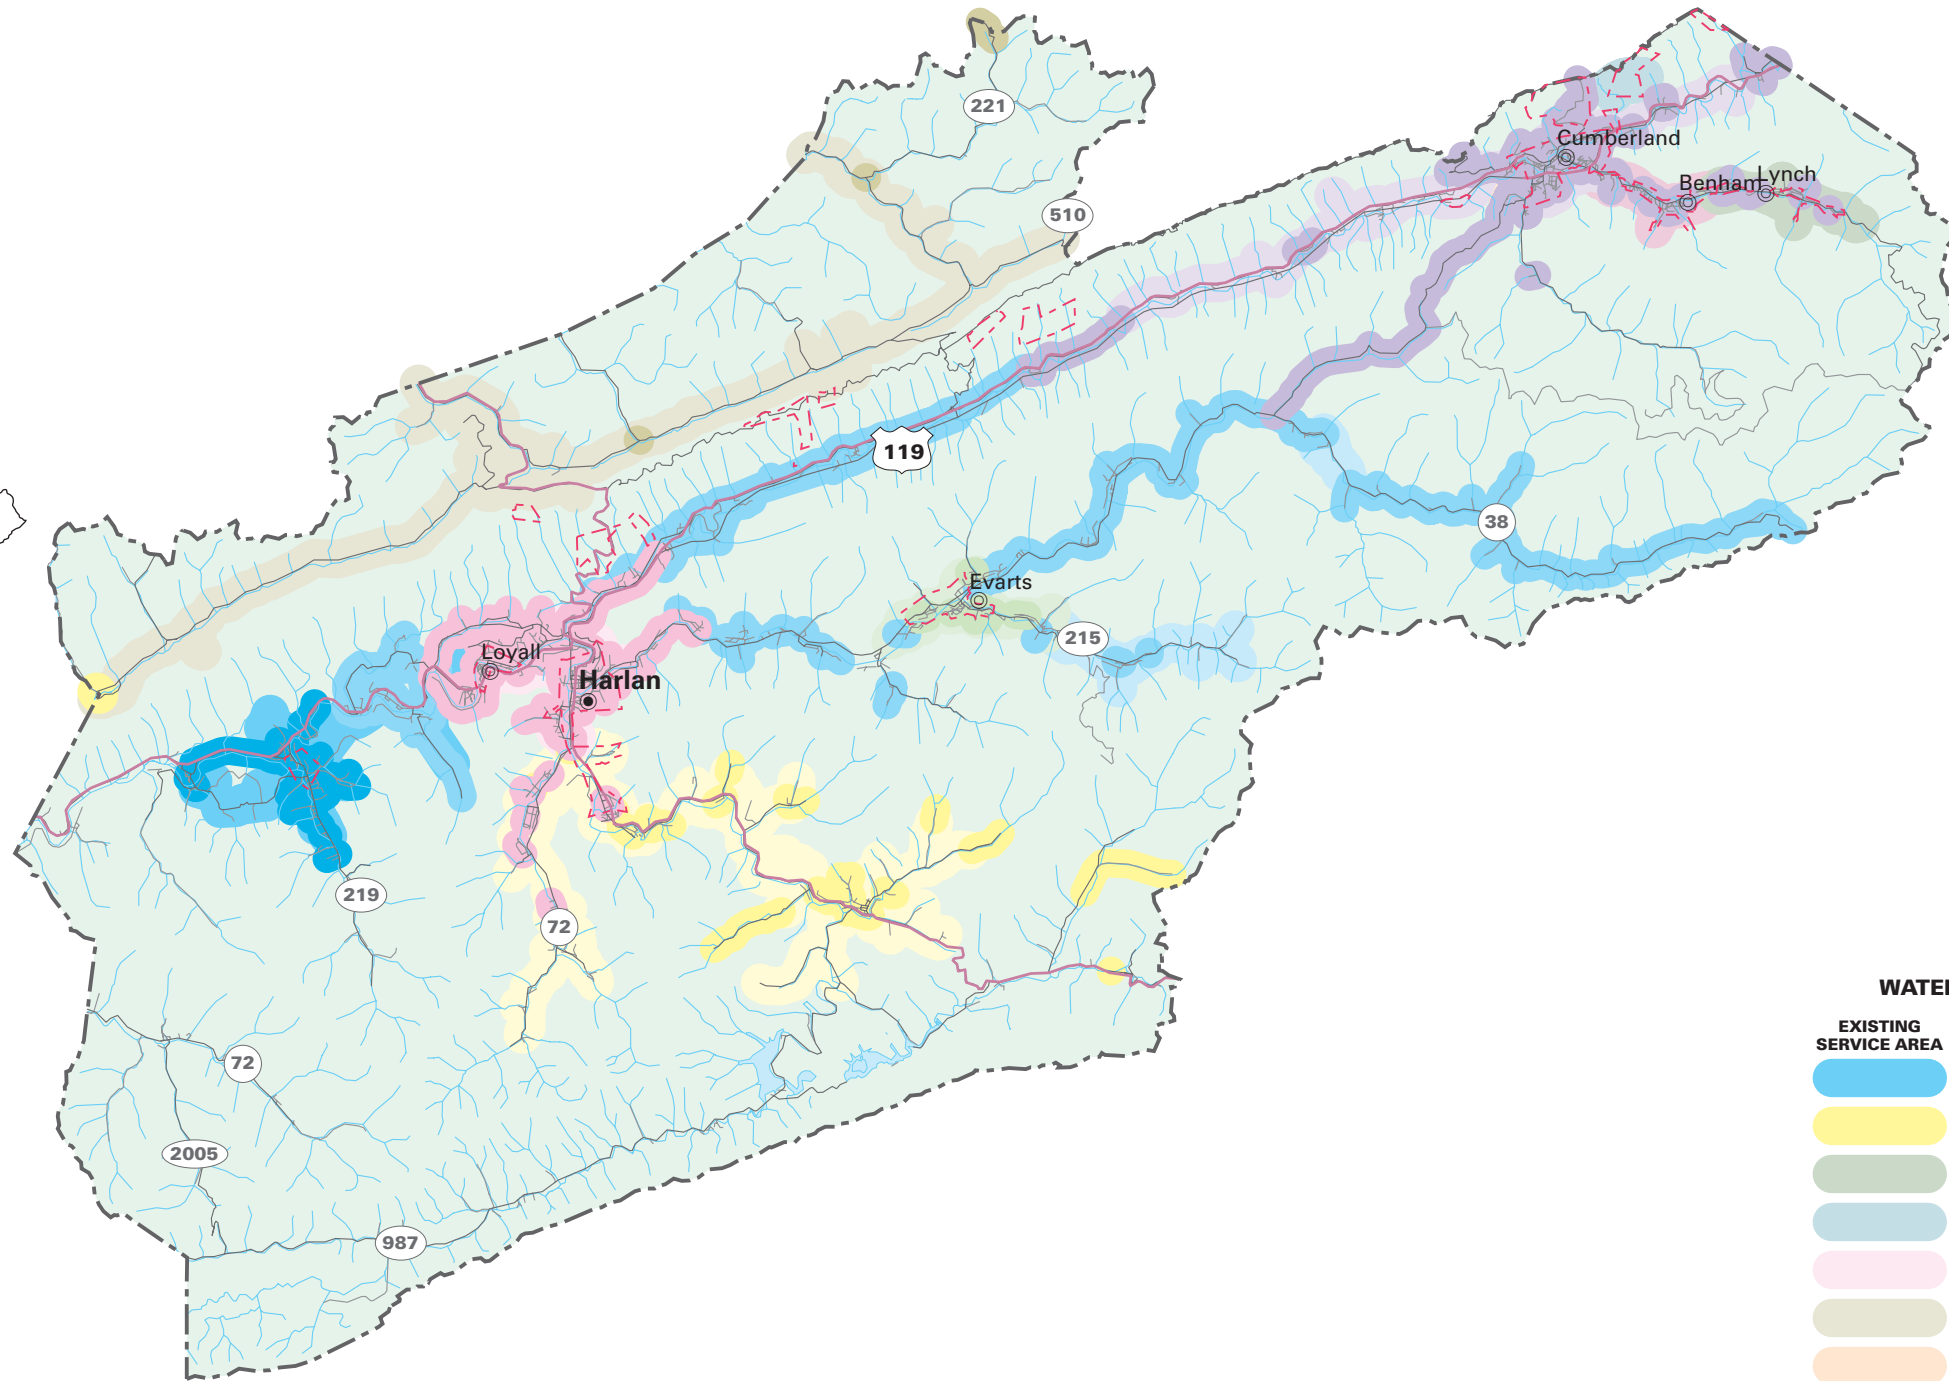 221
Cumberland
Benham
Lynch
510
119
38
Evarts
215
Loyall
Harlan
219
72
72
2005
987
WATE
EXISTING
SERVICE AREA